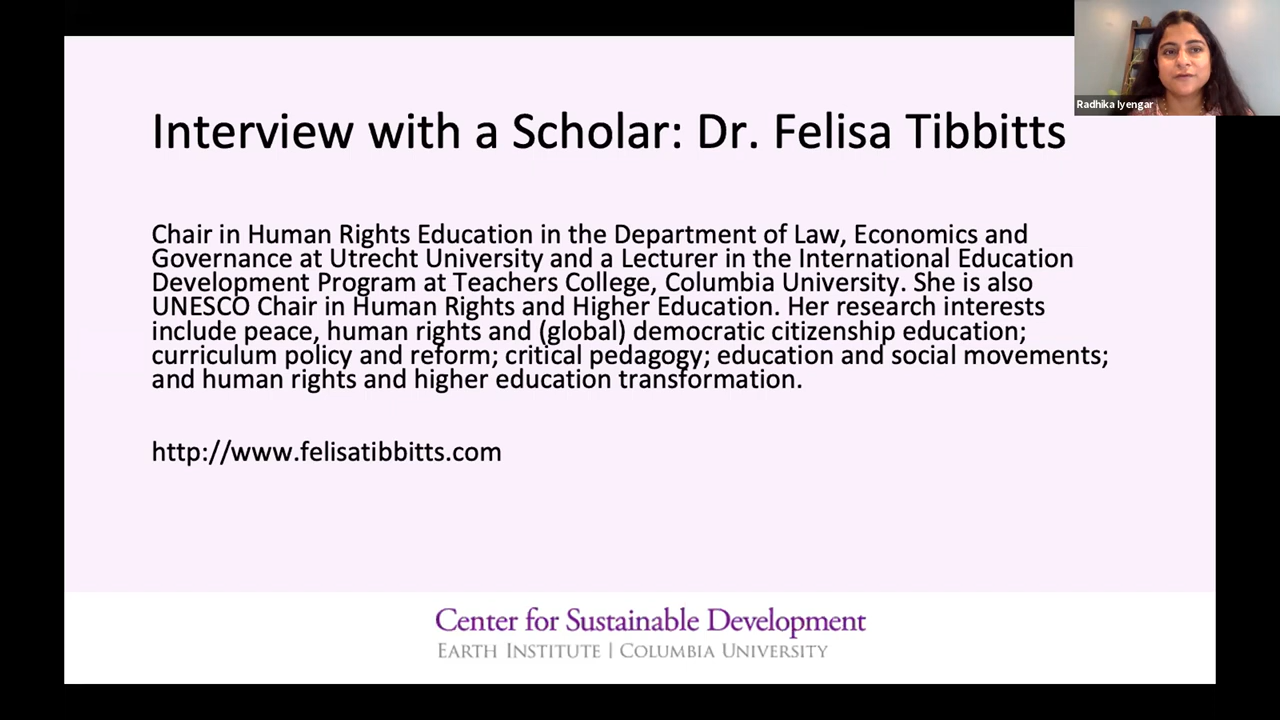 Radhika Iyengar
Interview with a Scholar: Dr. Felisa Tibbitts
Chair in Human Rights Education in the Department of Law, Economics and
Governance at Utrecht University and a Lecturer in the International Education
Development Program at Teachers College, Columbia University. She is also
UNESCO Chair in Human Rights and Higher Education. Her research interests
include peace, human rights and (global) democratic citizenship education;
curriculum policy and reform; critical pedagogy; education and social movements;
and human rights and higher education transformation.
http://www.felisatibbitts.com
Center for Sustainable Development
EARTH INSTITUTE | COLUMBIA UNIVERSITY